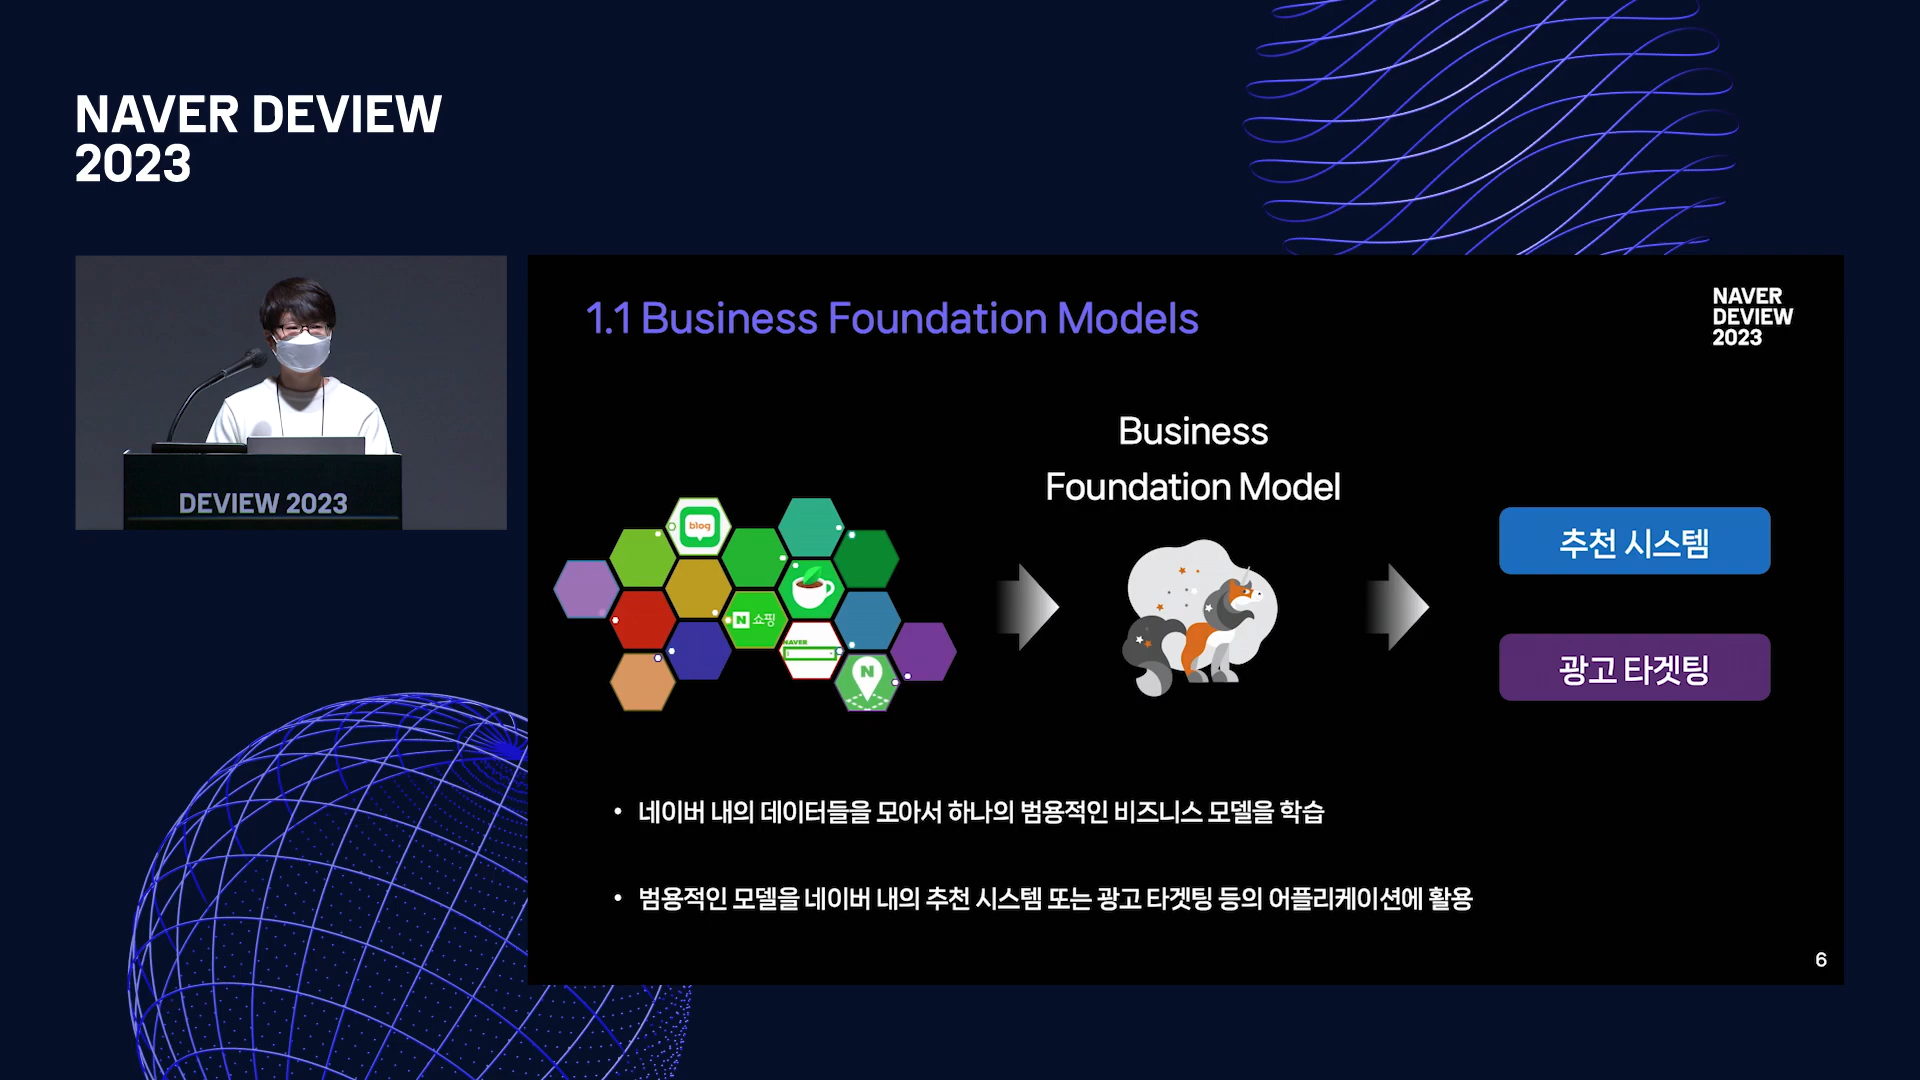 NAVER DEVIEW
2023
DEVIEW 2023
1.1 Business Foundation Models
NAVER
DEVIEW
2023
Business
Foundation Model
blog
N 쇼핑
NAVER
N
추천 시스템
광고 타겟팅
• 네이버 내의 데이터들을 모아서 하나의 범용적인 비즈니스 모델을 학습
• 범용적인 모델을 네이버 내의 추천 시스템 또는 광고 타겟팅 등의 어플리케이션에 활용
6